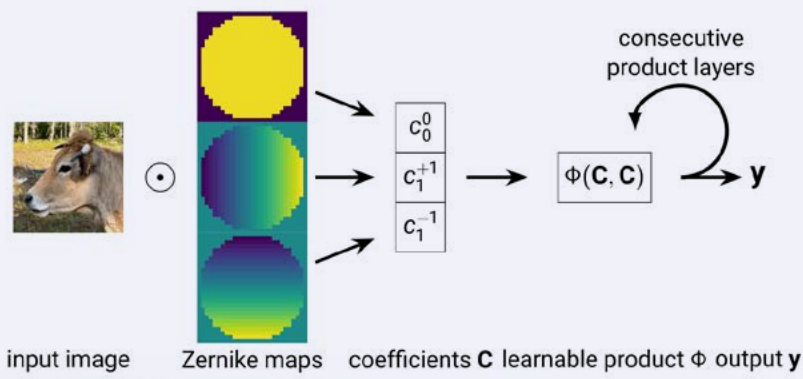 consecutive
product layers
⊙
c₀⁰
c₁⁺¹
c₁⁻¹
Φ(C, C)
y
input image
Zernike maps
coefficients C
learnable product Φ
output y